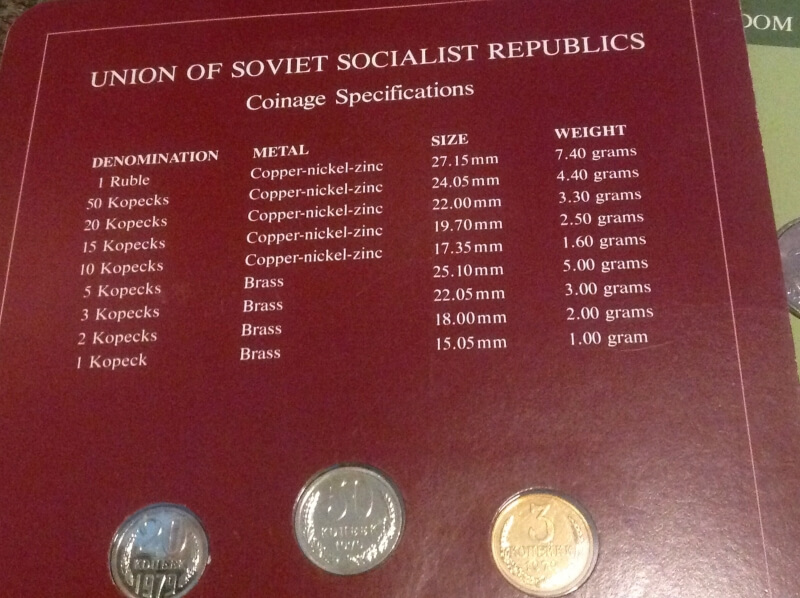 DOM
UNION OF SOVIET SOCIALIST REPUBLICS
Coinage Specifications
DENOMINATION METAL SIZE WEIGHT
1 Ruble Copper-nickel-zinc 27.15mm 7.40 grams
50 Kopecks Copper-nickel-zinc 24.05mm 4.40 grams
20 Kopecks Copper-nickel-zinc 22.00mm 3.30 grams
15 Kopecks Copper-nickel-zinc 19.70mm 2.50 grams
10 Kopecks Copper-nickel-zinc 17.35mm 1.60 grams
5 Kopecks Brass 25.10mm 5.00 grams
3 Kopecks Brass 22.05mm 3.00 grams
2 Kopecks Brass 18.00mm 2.00 grams
1 Kopeck Brass 15.05mm 1.00 gram
20
КОПЕЕК
1979
50
КОПЕЕК
3
КОПЕЙКИ